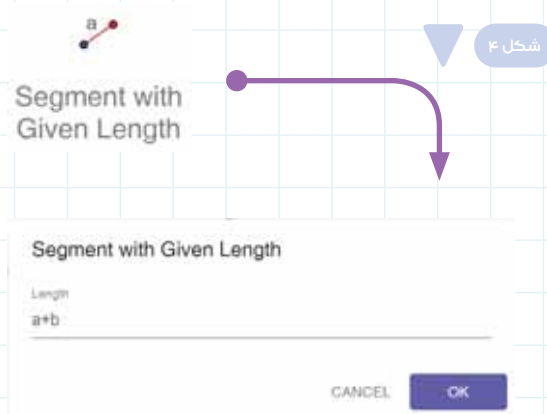 a
شکل ۴
Segment with
Given Length
Segment with Given Length
Length
a+b
CANCEL
OK